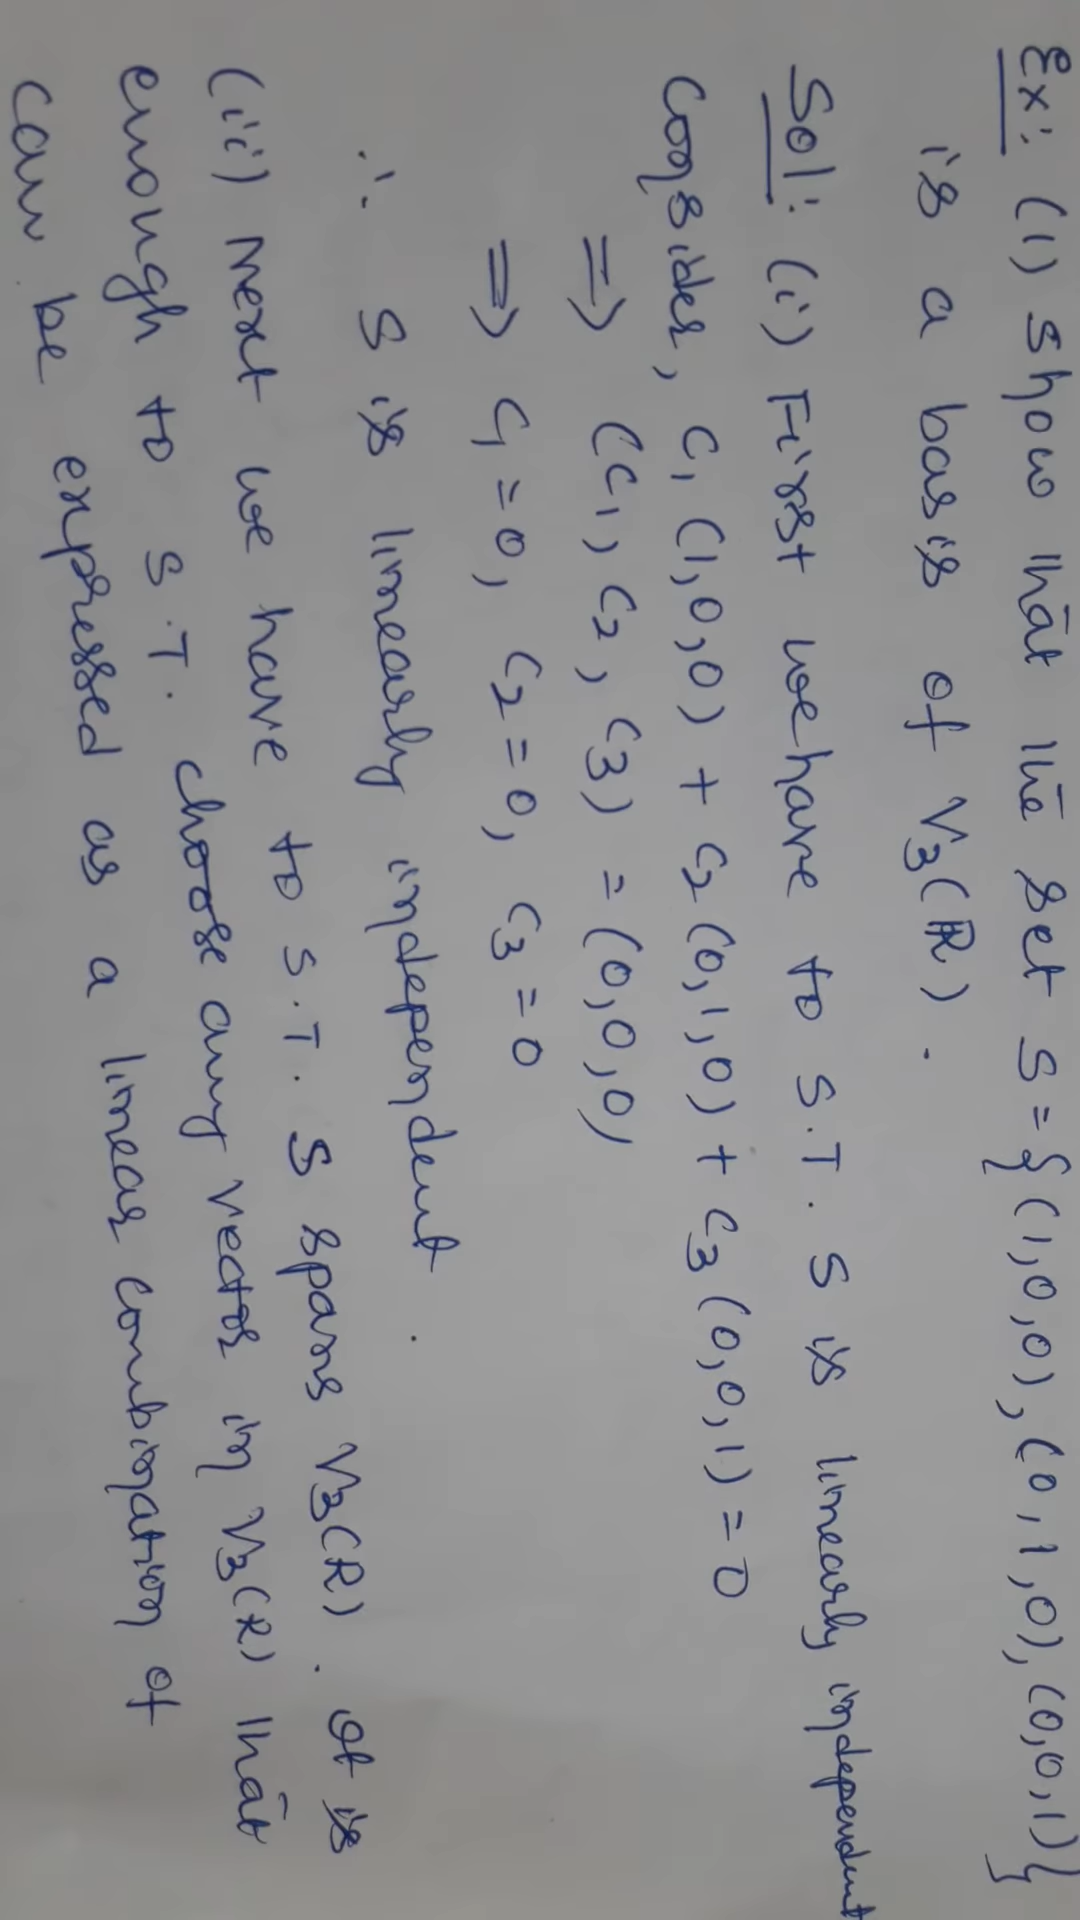 Ex: (1) Show that the set S = {(1,0,0), (0,1,0), (0,0,1)}
is a basis of V₃(ℝ).
Sol: (i) First we have to S.T. S is linearly independent
Consider, C₁(1,0,0) + C₂(0,1,0) + C₃(0,0,1) = 0
⇒ (C₁, C₂, C₃) = (0,0,0)
⇒ C₁ = 0, C₂ = 0, C₃ = 0
∴ S is linearly independent.
(ii) Next we have to S.T. S spans V₃(R). It is
enough to S.T. choose any vector in V₃(R) that
can be expressed as a linear combination of